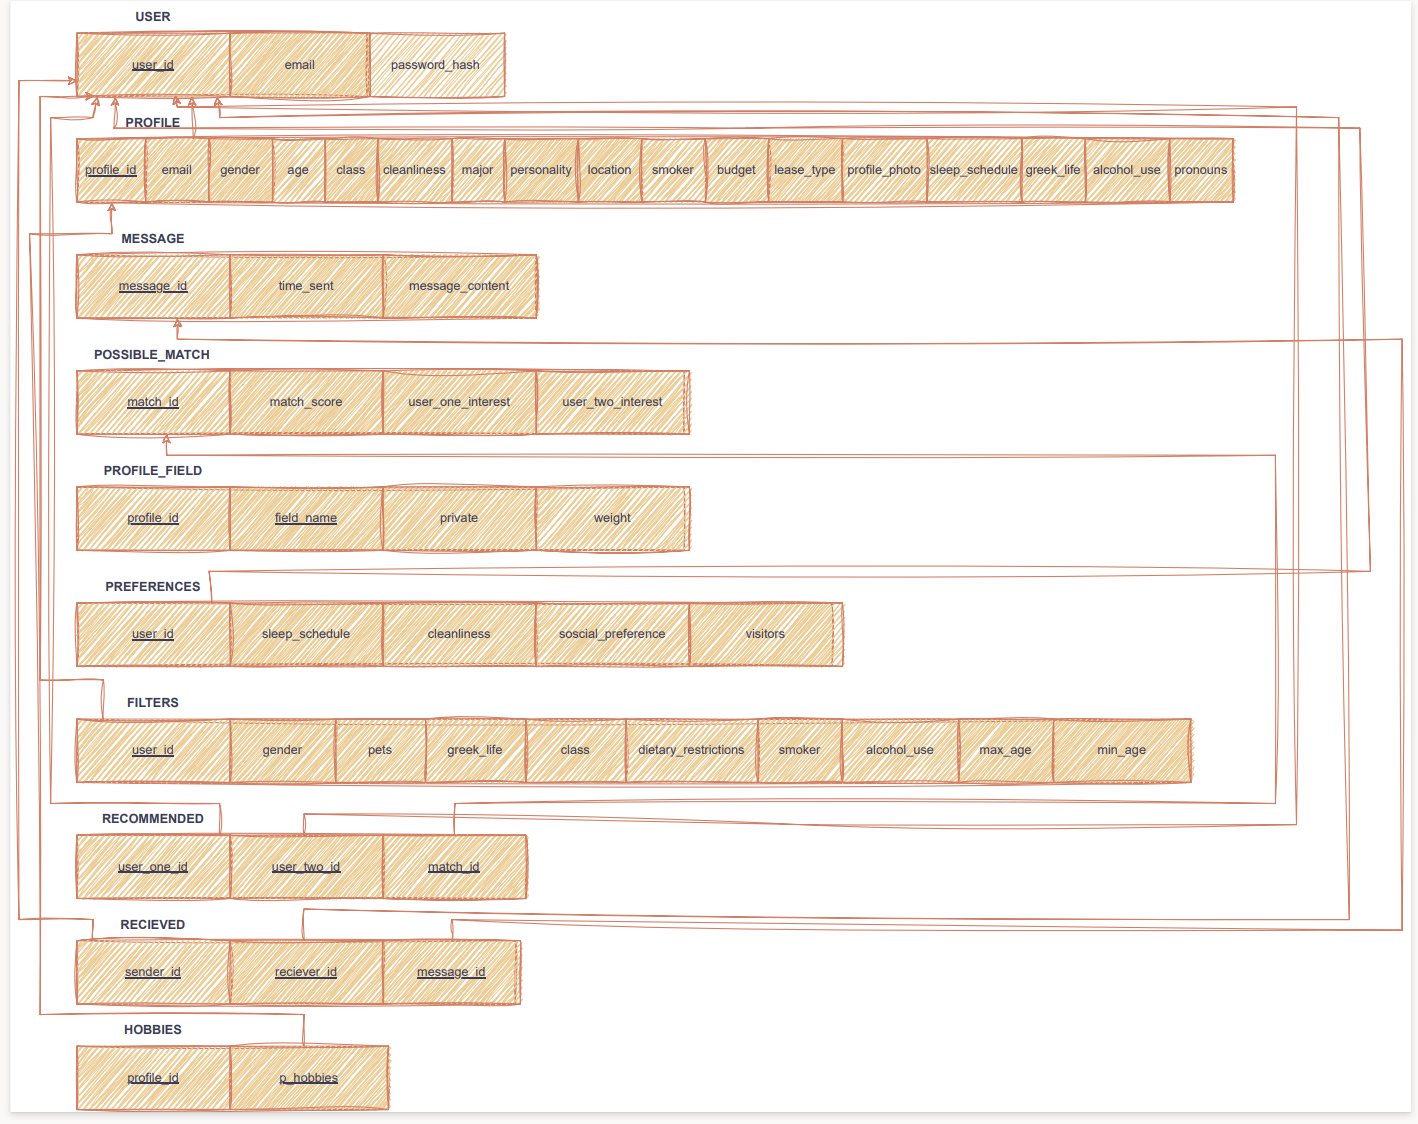 USER
user_id email password_hash
PROFILE
profile_id email gender age class cleanliness major personality location smoker budget lease_type profile_photo sleep_schedule greek_life alcohol_use pronouns
MESSAGE
message_id time_sent message_content
POSSIBLE_MATCH
match_id match_score user_one_interest user_two_interest
PROFILE_FIELD
profile_id field_name private weight
PREFERENCES
user_id sleep_schedule cleanliness soscial_preference visitors
FILTERS
user_id gender pets greek_life class dietary_restrictions smoker alcohol_use max_age min_age
RECOMMENDED
user_one_id user_two_id match_id
RECIEVED
sender_id reciever_id message_id
HOBBIES
profile_id p_hobbies